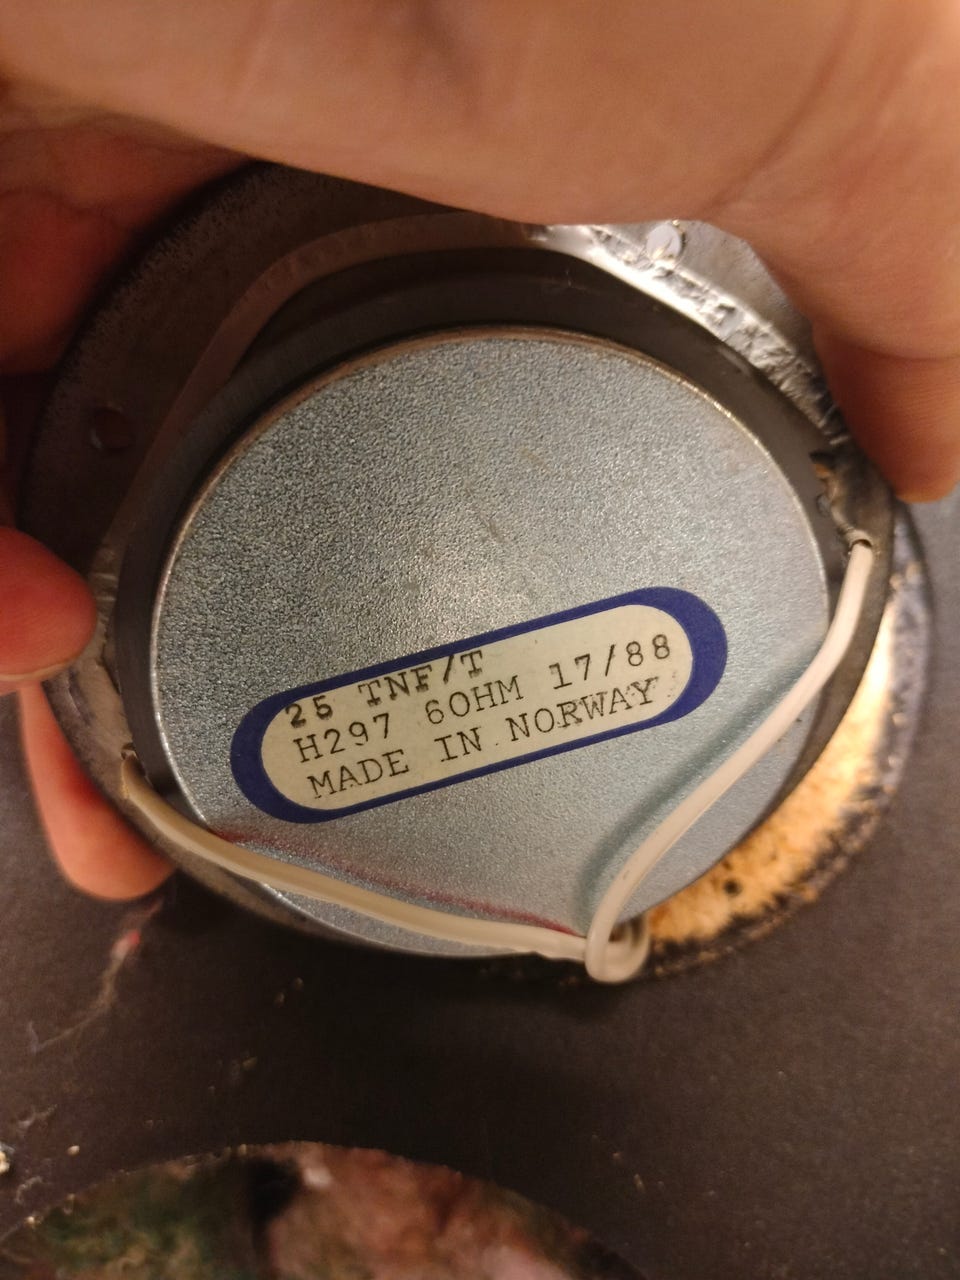 25 TNF/T
H297 6OHM 17/88
MADE IN NORWAY